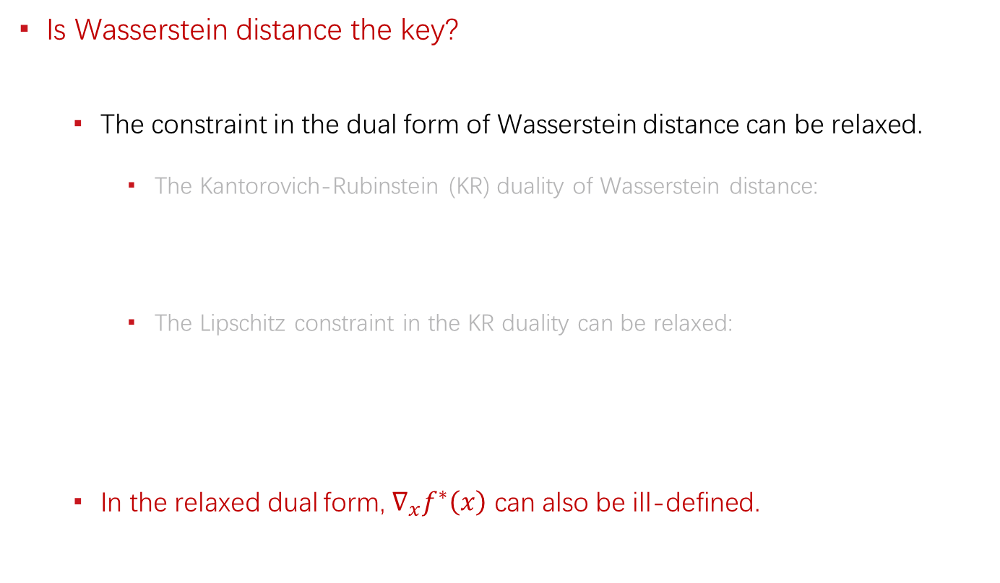 ▪ Is Wasserstein distance the key?
▪ The constraint in the dual form of Wasserstein distance can be relaxed.
▪ The Kantorovich-Rubinstein (KR) duality of Wasserstein distance:
▪ The Lipschitz constraint in the KR duality can be relaxed:
▪ In the relaxed dual form, ∇ₓf*(x) can also be ill-defined.